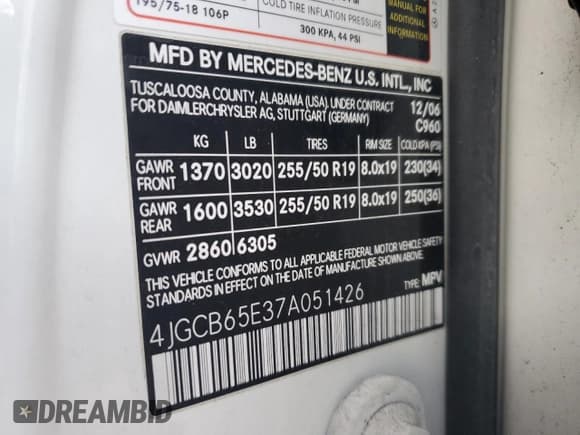 195/75-18 106P
COLD TIRE INFLATION PRESSURE
300 KPA, 44 PSI
MANUAL FOR
ADDITIONAL
INFORMATION
MFD BY MERCEDES-BENZ U.S. INTL., INC
TUSCALOOSA COUNTY, ALABAMA (USA), UNDER CONTRACT 12/06
FOR DAIMLERCHRYSLER AG, STUTTGART (GERMANY) C960
KG LB TIRES RIM SIZE COLD KPA (PSI)
GAWR FRONT 1370 3020 255/50 R19 8.0x19 230(34)
GAWR REAR 1600 3530 255/50 R19 8.0x19 250(36)
GVWR 2860 6305
THIS VEHICLE CONFORMS TO ALL APPLICABLE FEDERAL MOTOR VEHICLE SAFETY
STANDARDS IN EFFECT ON THE DATE OF MANUFACTURE SHOWN ABOVE.
TYPE: MPV
4JGCB65E37A051426
DREAMBID